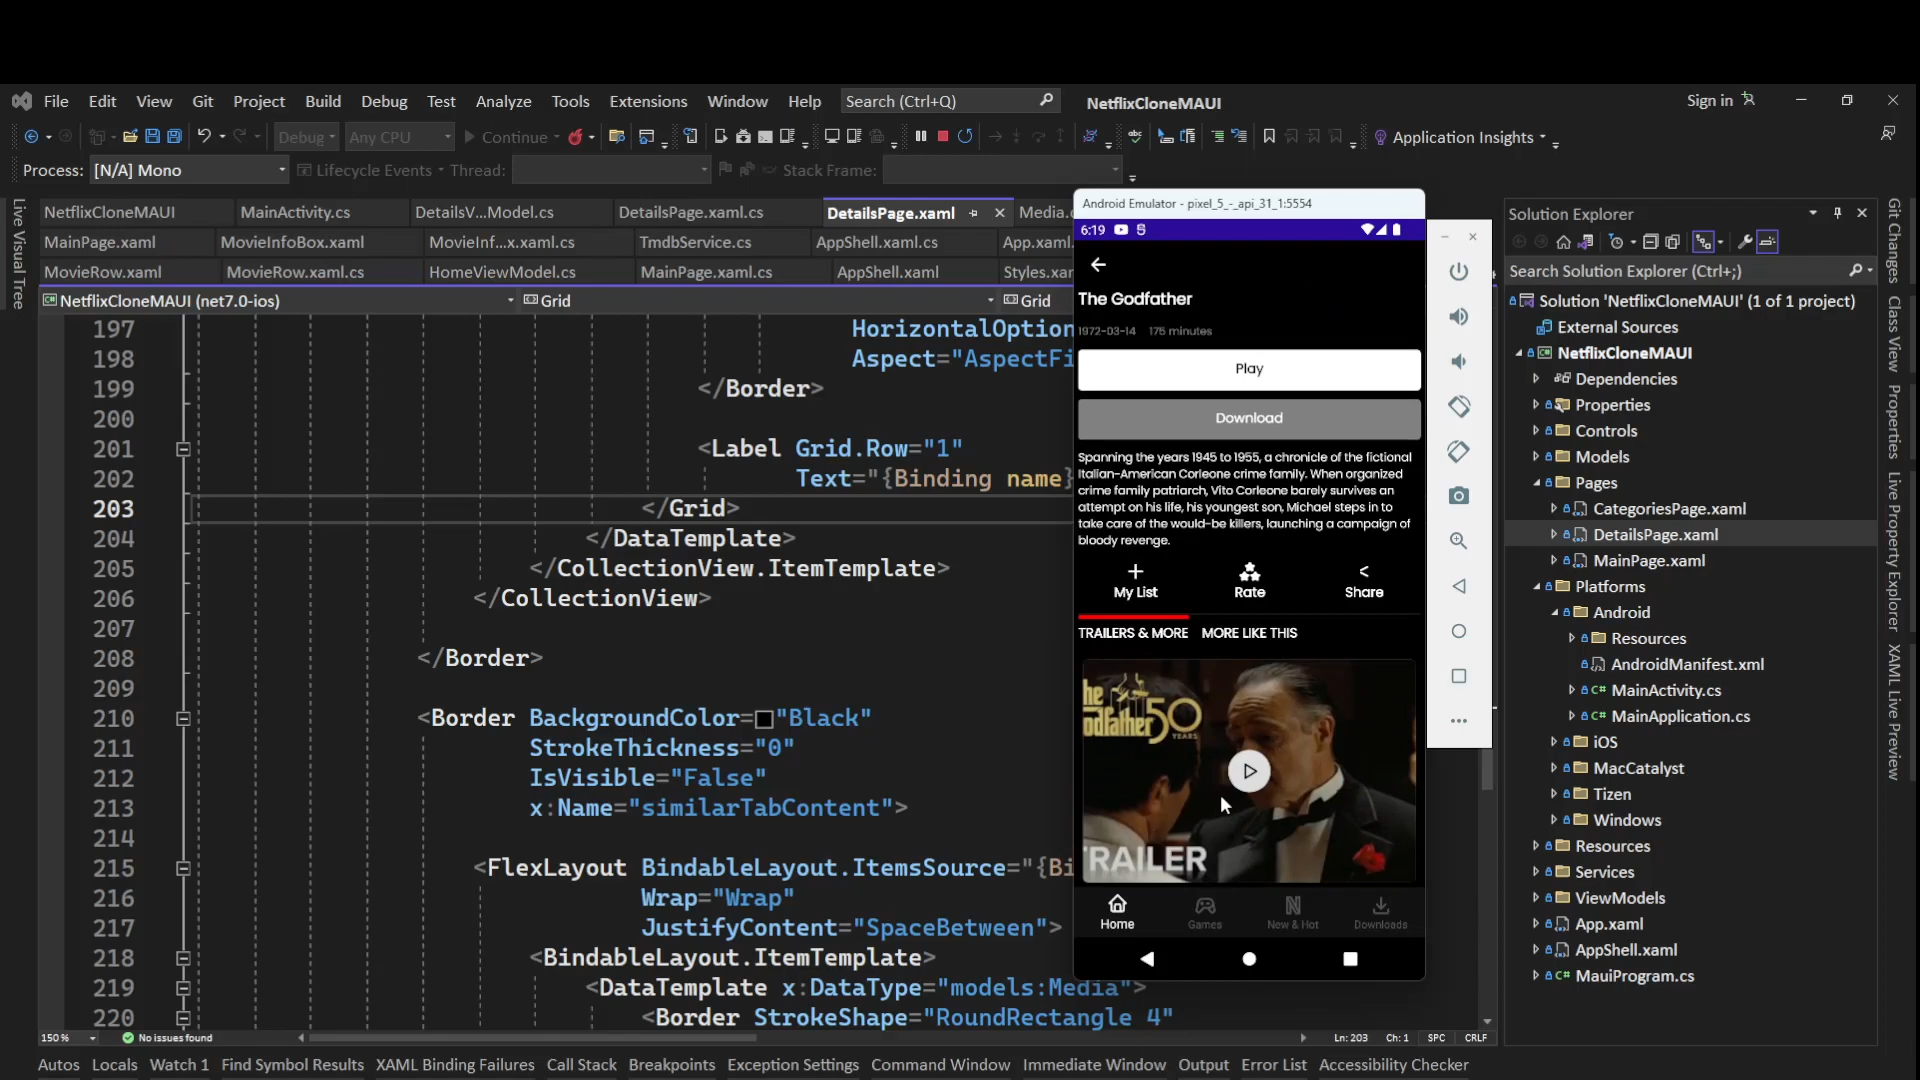 File Edit View Git Project Build Debug Test Analyze Tools Extensions Window Help Search (Ctrl+Q) NetflixCloneMAUI Sign in
Debug Any CPU Continue Application Insights
Process: [N/A] Mono Lifecycle Events Thread: Stack Frame:
NetflixCloneMAUI MainActivity.cs DetailsV...Model.cs DetailsPage.xaml.cs DetailsPage.xaml Media.c
MainPage.xaml MovieInfoBox.xaml MovieInf...x.xaml.cs TmdbService.cs AppShell.xaml.cs App.xaml.
MovieRow.xaml MovieRow.xaml.cs HomeViewModel.cs MainPage.xaml.cs AppShell.xaml Styles.xam
NetflixCloneMAUI (net7.0-ios) Grid Grid
Live Visual Tree
197 HorizontalOption
198 Aspect="AspectFi
199 </Border>
200
201 <Label Grid.Row="1"
202 Text="{Binding name}
203 </Grid>
204 </DataTemplate>
205 </CollectionView.ItemTemplate>
206 </CollectionView>
207
208 </Border>
209
210 <Border BackgroundColor="Black"
211 StrokeThickness="0"
212 IsVisible="False"
213 x:Name="similarTabContent">
214
215 <FlexLayout BindableLayout.ItemsSource="{Bi
216 Wrap="Wrap"
217 JustifyContent="SpaceBetween">
218 <BindableLayout.ItemTemplate>
219 <DataTemplate x:DataType="models:Media">
220 <Border StrokeShape="RoundRectangle 4"
Android Emulator - pixel_5_-_api_31_1:5554
6:19
The Godfather
1972-03-14 175 minutes
Play
Download
Spanning the years 1945 to 1955, a chronicle of the fictional
Italian-American Corleone crime family. When organized
crime family patriarch, Vito Corleone barely survives an
attempt on his life, his youngest son, Michael steps in to
take care of the would-be killers, launching a campaign of
bloody revenge.
My List Rate Share
TRAILERS & MORE MORE LIKE THIS
he
odfather 50
YEARS
TRAILER
Home Games New & Hot Downloads
Solution Explorer
Search Solution Explorer (Ctrl+;)
Solution 'NetflixCloneMAUI' (1 of 1 project)
External Sources
NetflixCloneMAUI
Dependencies
Properties
Controls
Models
Pages
CategoriesPage.xaml
DetailsPage.xaml
MainPage.xaml
Platforms
Android
Resources
AndroidManifest.xml
MainActivity.cs
MainApplication.cs
iOS
MacCatalyst
Tizen
Windows
Resources
Services
ViewModels
App.xaml
AppShell.xaml
MauiProgram.cs
Git Changes
Class View
Properties
Live Property Explorer
XAML Live Preview
150 % No issues found Ln: 203 Ch: 1 SPC CRLF
Autos Locals Watch 1 Find Symbol Results XAML Binding Failures Call Stack Breakpoints Exception Settings Command Window Immediate Window Output Error List Accessibility Checker